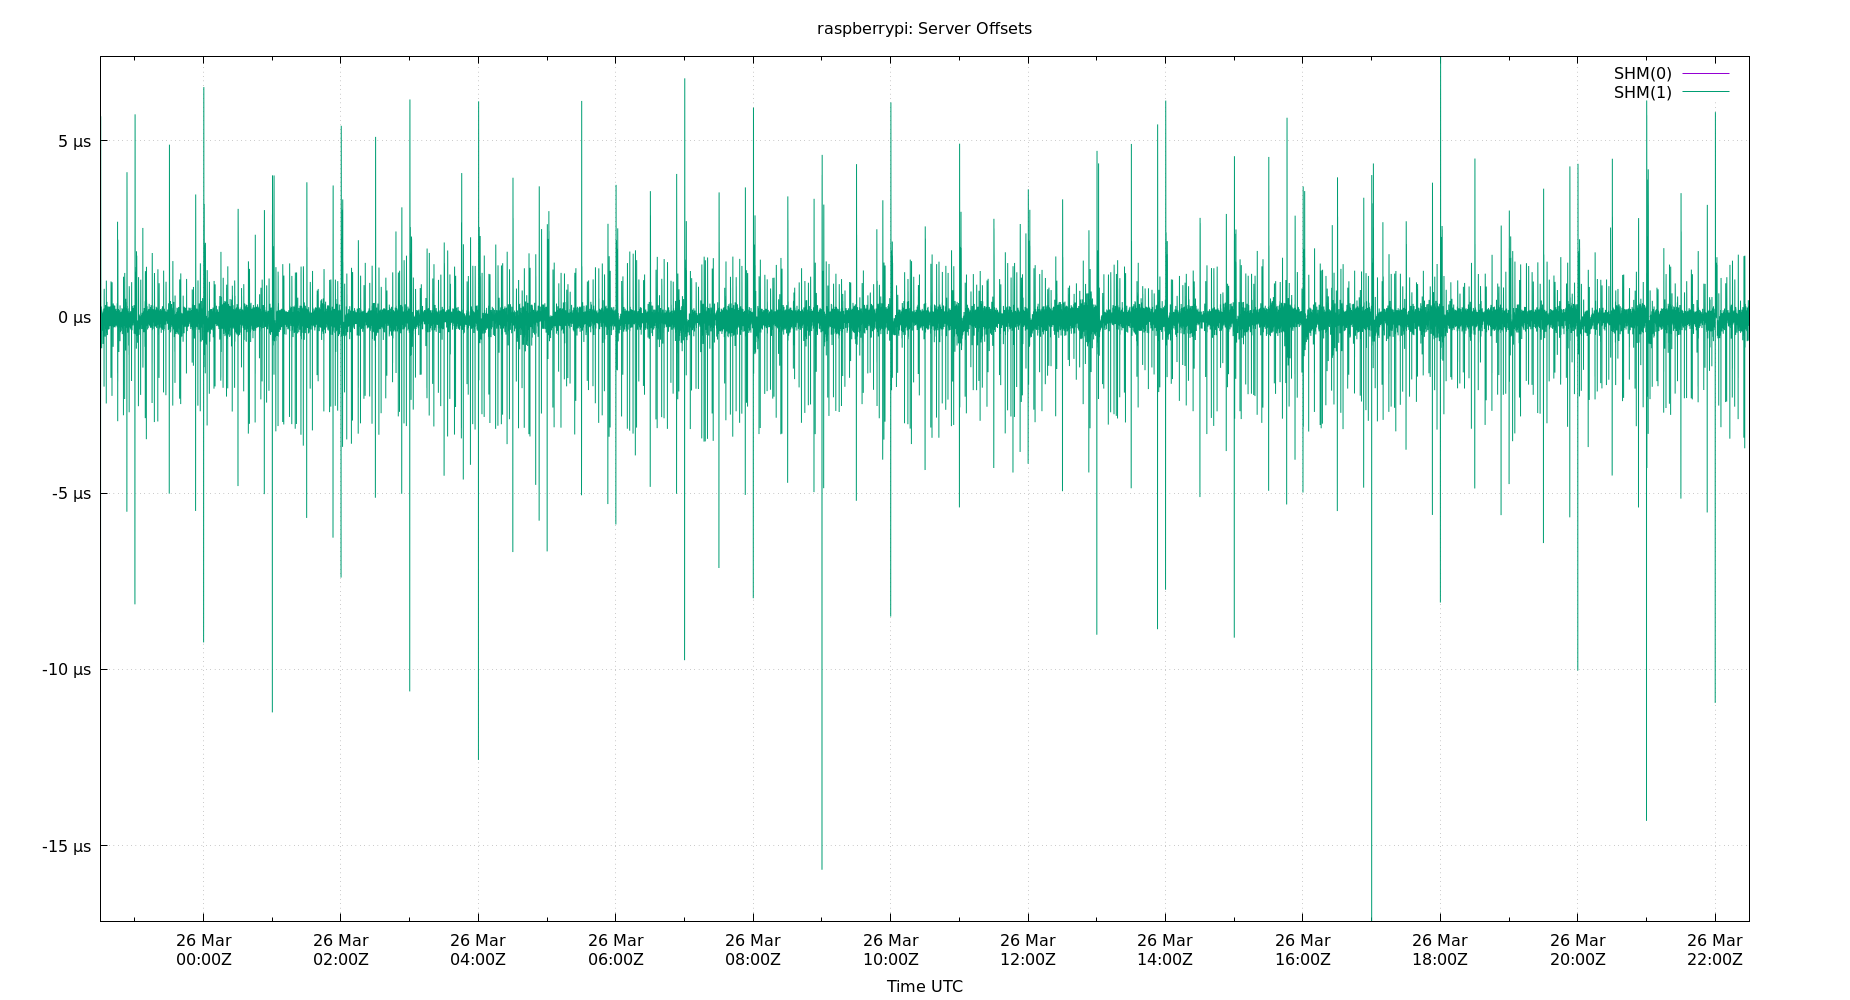 raspberrypi: Server Offsets
SHM(0)
SHM(1)
5 µs
0 µs
-5 µs
-10 µs
-15 µs
26 Mar 26 Mar 26 Mar 26 Mar 26 Mar 26 Mar 26 Mar 26 Mar 26 Mar 26 Mar 26 Mar 26 Mar
00:00Z 02:00Z 04:00Z 06:00Z 08:00Z 10:00Z 12:00Z 14:00Z 16:00Z 18:00Z 20:00Z 22:00Z
Time UTC